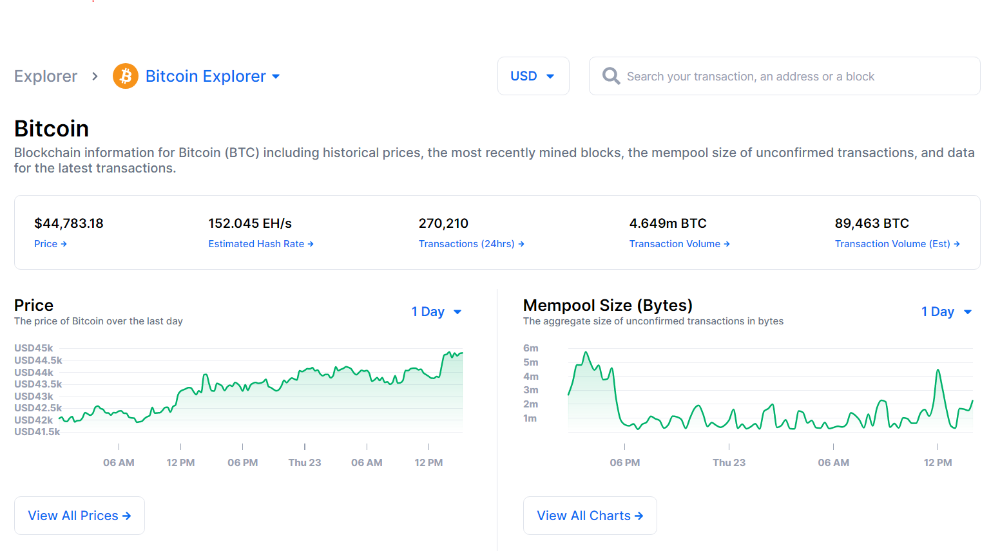 Explorer > Bitcoin Explorer
USD
Search your transaction, an address or a block
Bitcoin
Blockchain information for Bitcoin (BTC) including historical prices, the most recently mined blocks, the mempool size of unconfirmed transactions, and data
for the latest transactions.
$44,783.18
Price →
152.045 EH/s
Estimated Hash Rate →
270,210
Transactions (24hrs) →
4.649m BTC
Transaction Volume →
89,463 BTC
Transaction Volume (Est) →
Price
The price of Bitcoin over the last day
1 Day
USD45k
USD44.5k
USD44k
USD43.5k
USD43k
USD42.5k
USD42k
USD41.5k
06 AM 12 PM 06 PM Thu 23 06 AM 12 PM
View All Prices →
Mempool Size (Bytes)
The aggregate size of unconfirmed transactions in bytes
1 Day
6m
5m
4m
3m
2m
1m
06 PM Thu 23 06 AM 12 PM
View All Charts →